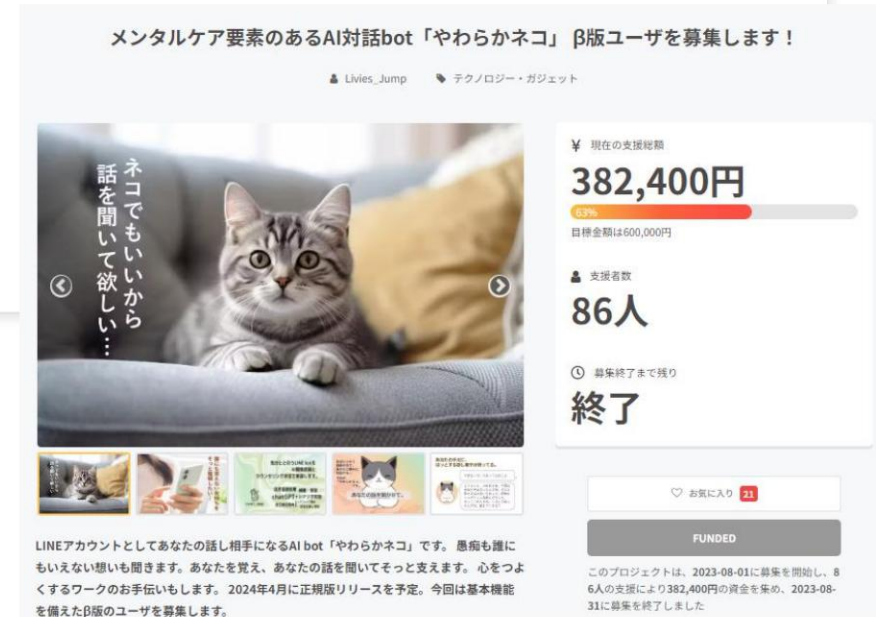 メンタルケア要素のあるAI対話bot「やわらかネコ」 β版ユーザを募集します！
Livies_Jump テクノロジー・ガジェット
ネコでもいいから
話を聞いて欲しい…
¥ 現在の支援総額
382,400円
63%
目標金額は600,000円
支援者数
86人
募集終了まで残り
終了
あなたの話を聞かせて。
LINEアカウントとしてあなたの話し相手になるAI bot「やわらかネコ」です。 愚痴も誰に
もいえない想いも聞きます。あなたを覚え、あなたの話を聞いてそっと支えます。 心をつよ
くするワークのお手伝いもします。 2024年4月に正規版リリースを予定。今回は基本機能
を備えたβ版のユーザを募集します。
お気に入り 21
FUNDED
このプロジェクトは、2023-08-01に募集を開始し、8
6人の支援により382,400円の資金を集め、2023-08-
31に募集を終了しました